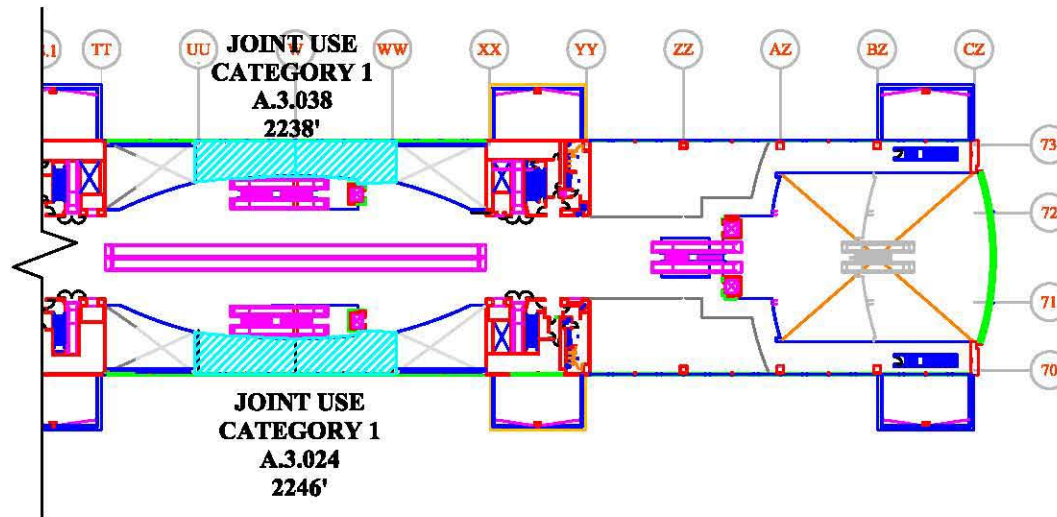 .1
TT
UU
W
WW
XX
YY
ZZ
AZ
BZ
CZ
JOINT USE
CATEGORY 1
A.3.038
2238'
73
72
71
70
JOINT USE
CATEGORY 1
A.3.024
2246'